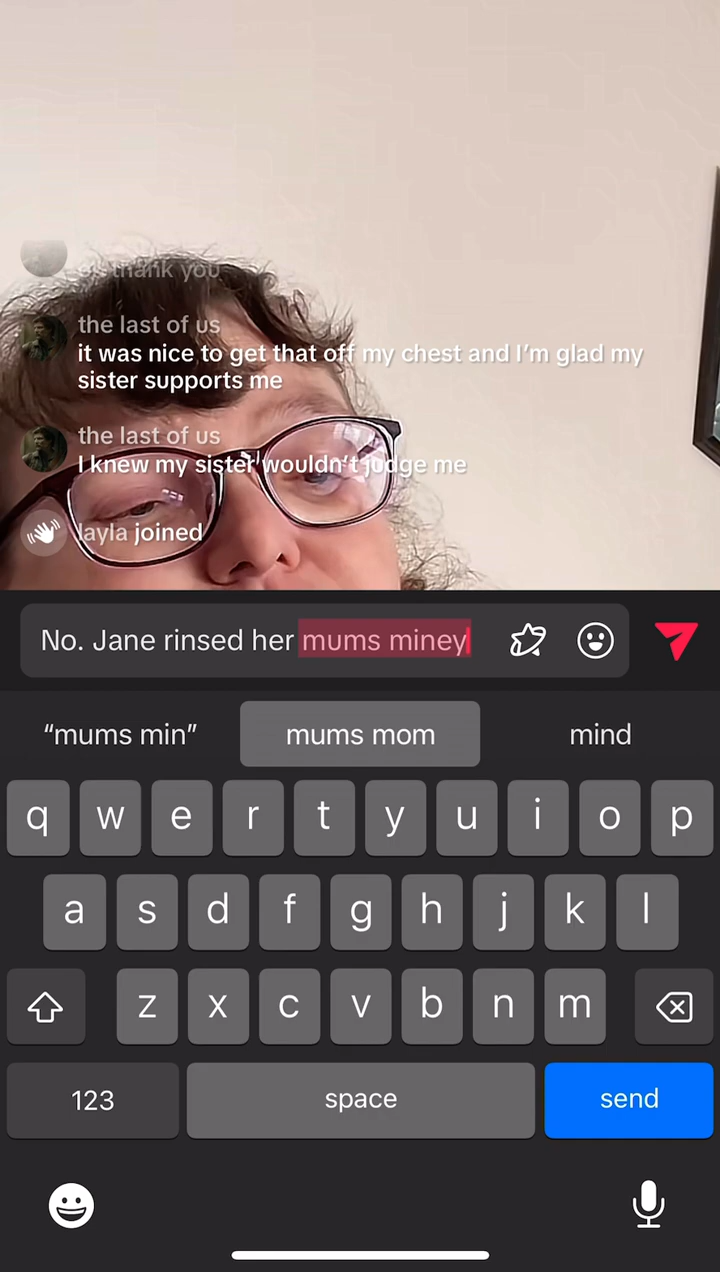 thank you
the last of us
it was nice to get that off my chest and I'm glad my
sister supports me
the last of us
I knew my sister wouldn't judge me
layla joined
No. Jane rinsed her mums miney
“mums min” mums mom mind
q w e r t y u i o p
a s d f g h j k l
z x c v b n m
123 space send